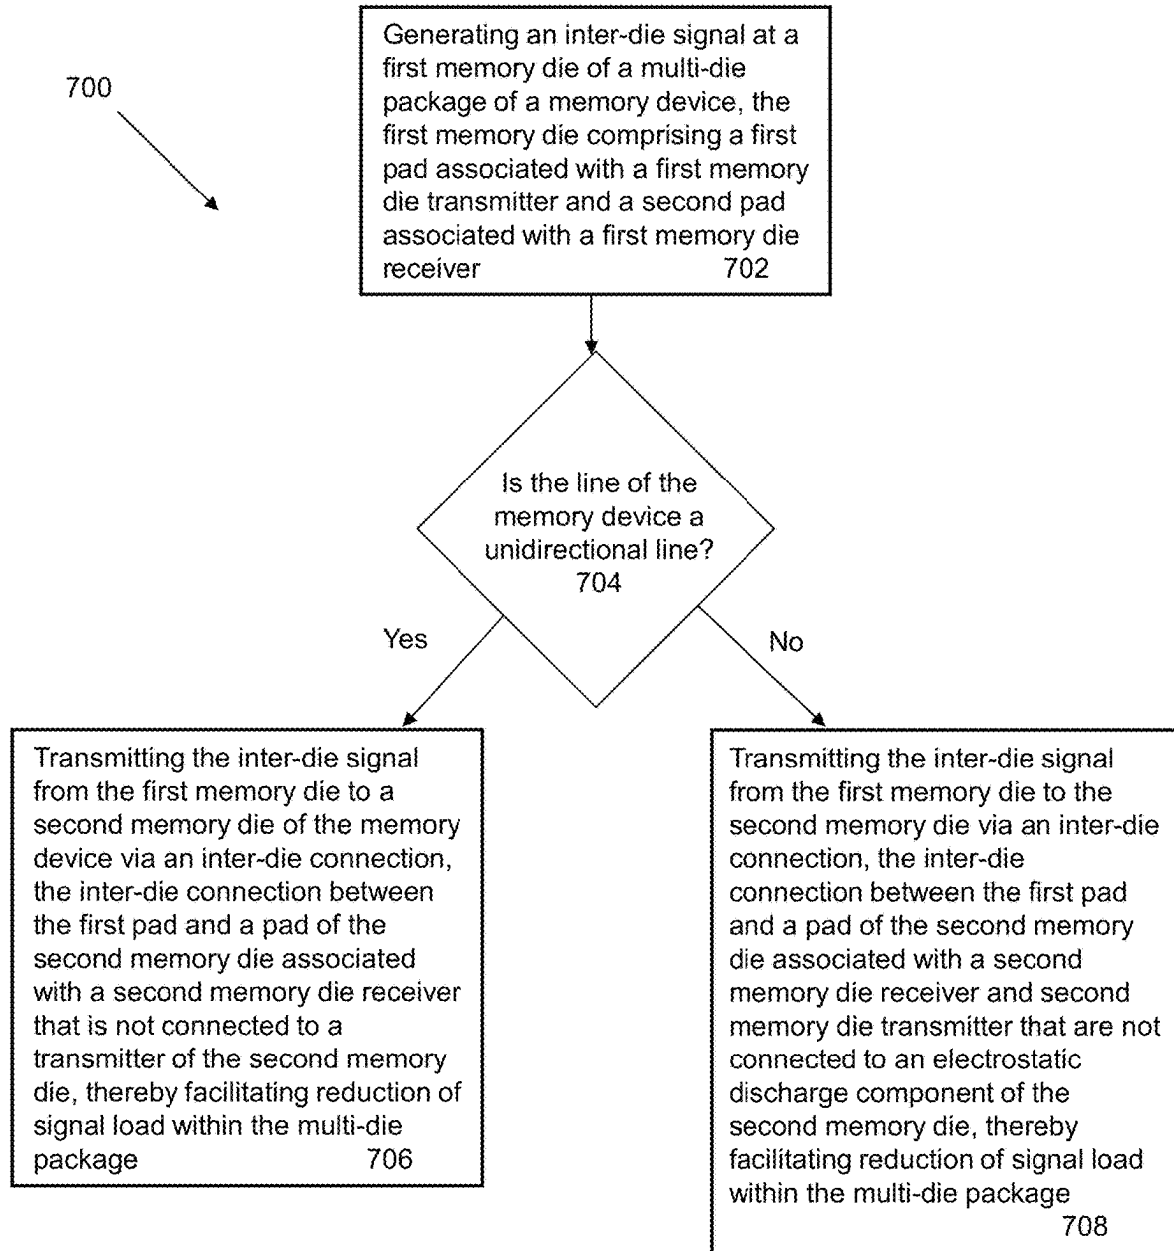 700
Generating an inter-die signal at a
first memory die of a multi-die
package of a memory device, the
first memory die comprising a first
pad associated with a first memory
die transmitter and a second pad
associated with a first memory die
receiver 702
Is the line of the
memory device a
unidirectional line?
704
Yes
No
Transmitting the inter-die signal
from the first memory die to a
second memory die of the memory
device via an inter-die connection,
the inter-die connection between
the first pad and a pad of the
second memory die associated
with a second memory die receiver
that is not connected to a
transmitter of the second memory
die, thereby facilitating reduction of
signal load within the multi-die
package 706
Transmitting the inter-die signal
from the first memory die to the
second memory die via an inter-die
connection, the inter-die
connection between the first pad
and a pad of the second memory
die associated with a second
memory die receiver and second
memory die transmitter that are not
connected to an electrostatic
discharge component of the
second memory die, thereby
facilitating reduction of signal load
within the multi-die package
708